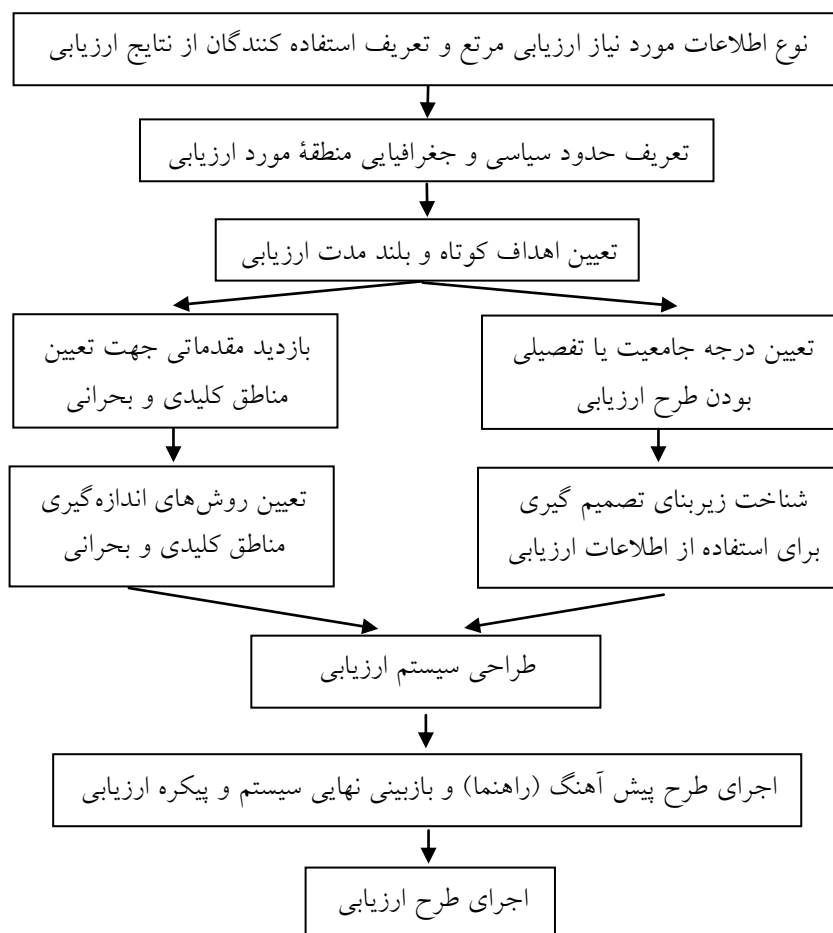 نوع اطلاعات مورد نیاز ارزیابی مرتع و تعریف استفاده کنندگان از نتایج ارزیابی
تعریف حدود سیاسی و جغرافیایی منطقۀ مورد ارزیابی
تعیین اهداف کوتاه و بلند مدت ارزیابی
تعیین درجه جامعیت یا تفصیلی
بودن طرح ارزیابی
بازدید مقدماتی جهت تعیین
مناطق کلیدی و بحرانی
شناخت زیربنای تصمیم گیری
برای استفاده از اطلاعات ارزیابی
تعیین روش‌های اندازه‌گیری
مناطق کلیدی و بحرانی
طراحی سیستم ارزیابی
اجرای طرح پیش آهنگ (راهنما) و بازبینی نهایی سیستم و پیکره ارزیابی
اجرای طرح ارزیابی